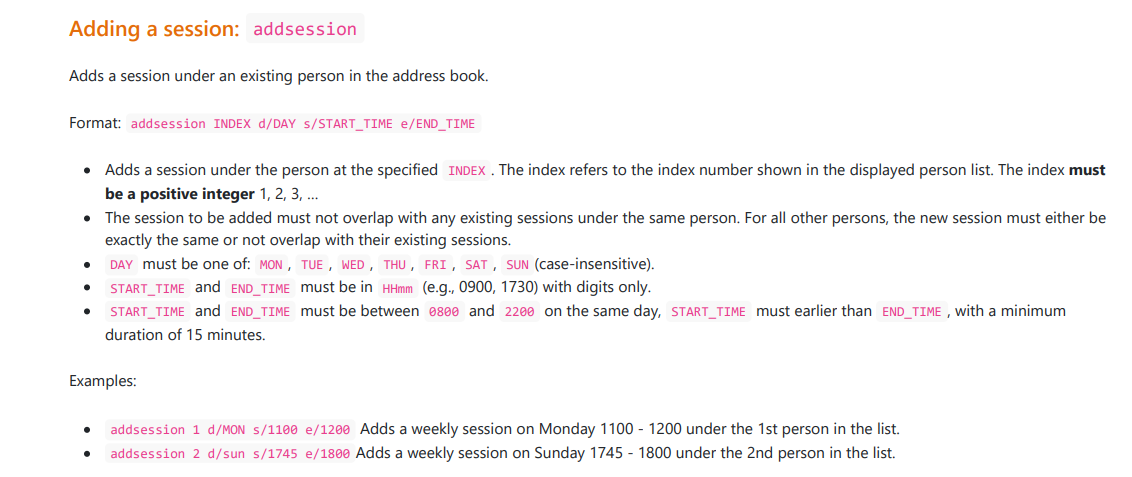 Adding a session: addsession
Adds a session under an existing person in the address book.
Format: addsession INDEX d/DAY s/START_TIME e/END_TIME
• Adds a session under the person at the specified INDEX . The index refers to the index number shown in the displayed person list. The index must
be a positive integer 1, 2, 3, …
• The session to be added must not overlap with any existing sessions under the same person. For all other persons, the new session must either be
exactly the same or not overlap with their existing sessions.
• DAY must be one of: MON , TUE , WED , THU , FRI , SAT , SUN (case-insensitive).
• START_TIME and END_TIME must be in HHmm (e.g., 0900, 1730) with digits only.
• START_TIME and END_TIME must be between 0800 and 2200 on the same day, START_TIME must earlier than END_TIME , with a minimum
duration of 15 minutes.
Examples:
• addsession 1 d/MON s/1100 e/1200 Adds a weekly session on Monday 1100 - 1200 under the 1st person in the list.
• addsession 2 d/sun s/1745 e/1800 Adds a weekly session on Sunday 1745 - 1800 under the 2nd person in the list.